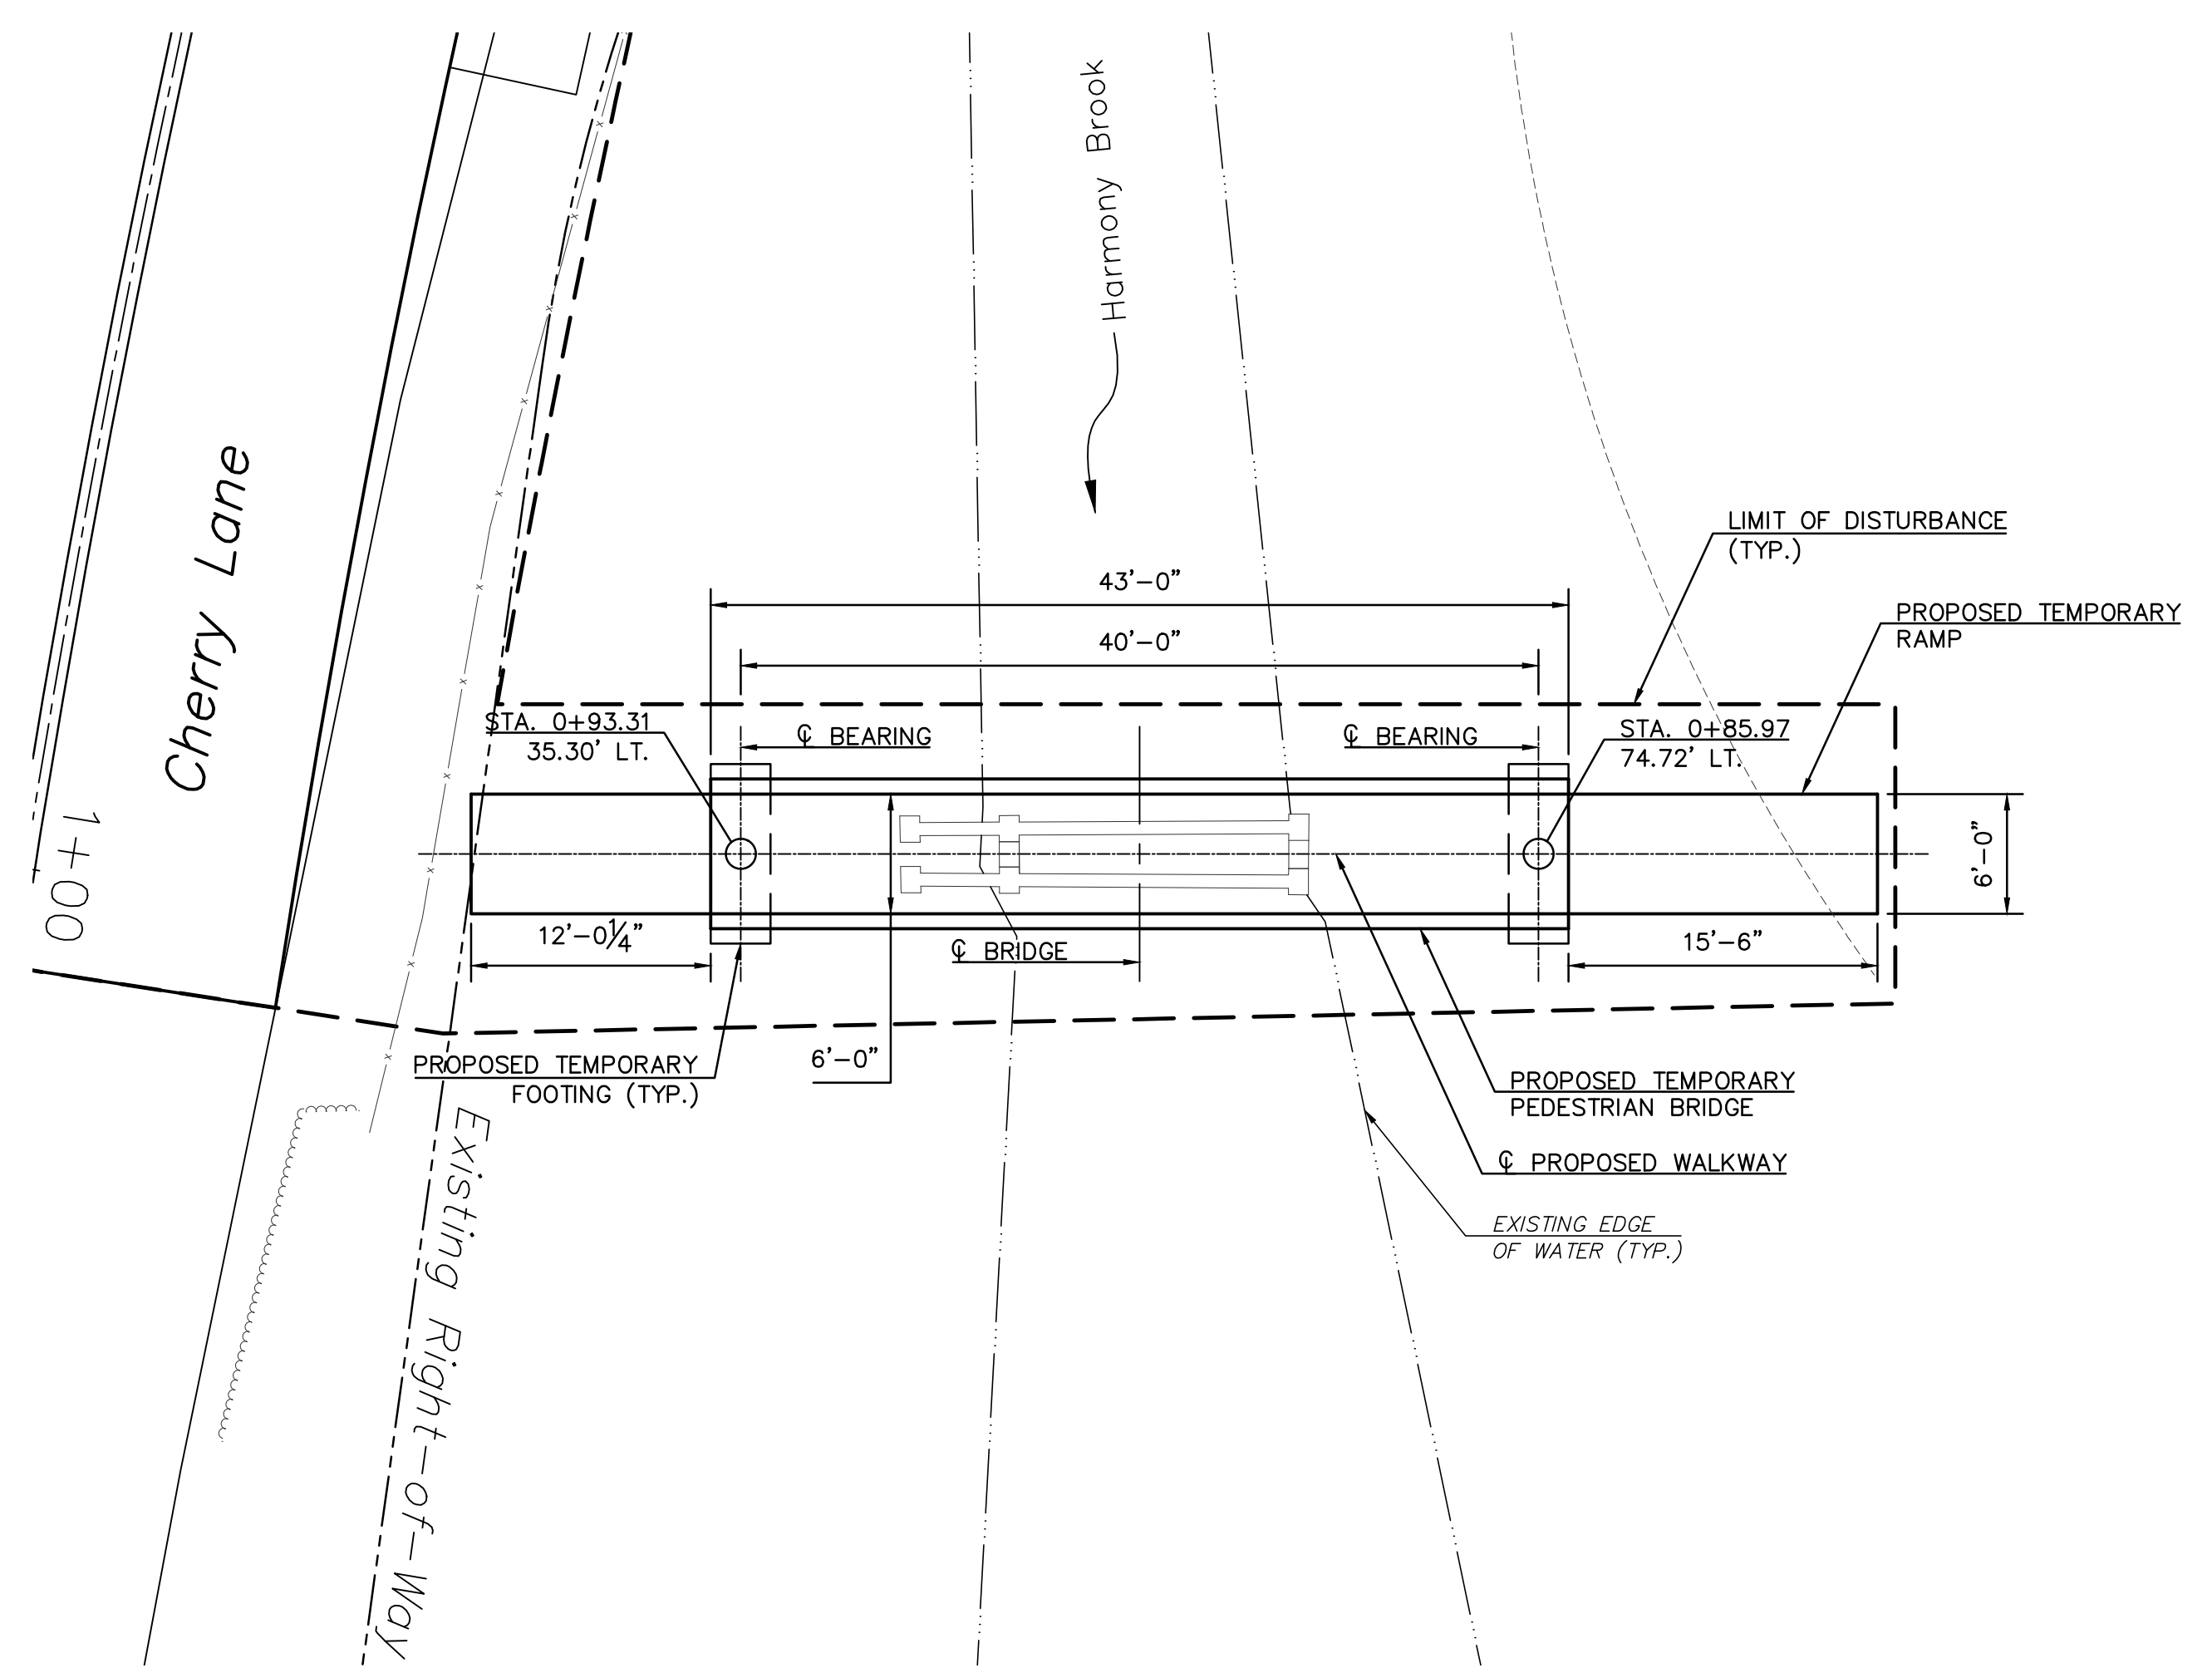 Harmony Brook
Cherry Lane
1+00
LIMIT OF DISTURBANCE
(TYP.)
43'-0"
PROPOSED TEMPORARY
RAMP
40'-0"
STA. 0+93.31
35.30' LT.
℄ BEARING
℄ BEARING
STA. 0+85.97
74.72' LT.
6'-0"
12'-0¼"
℄ BRIDGE
15'-6"
6'-0"
PROPOSED TEMPORARY
FOOTING (TYP.)
PROPOSED TEMPORARY
PEDESTRIAN BRIDGE
℄ PROPOSED WALKWAY
EXISTING EDGE
OF WATER (TYP.)
Existing Right-of-Way